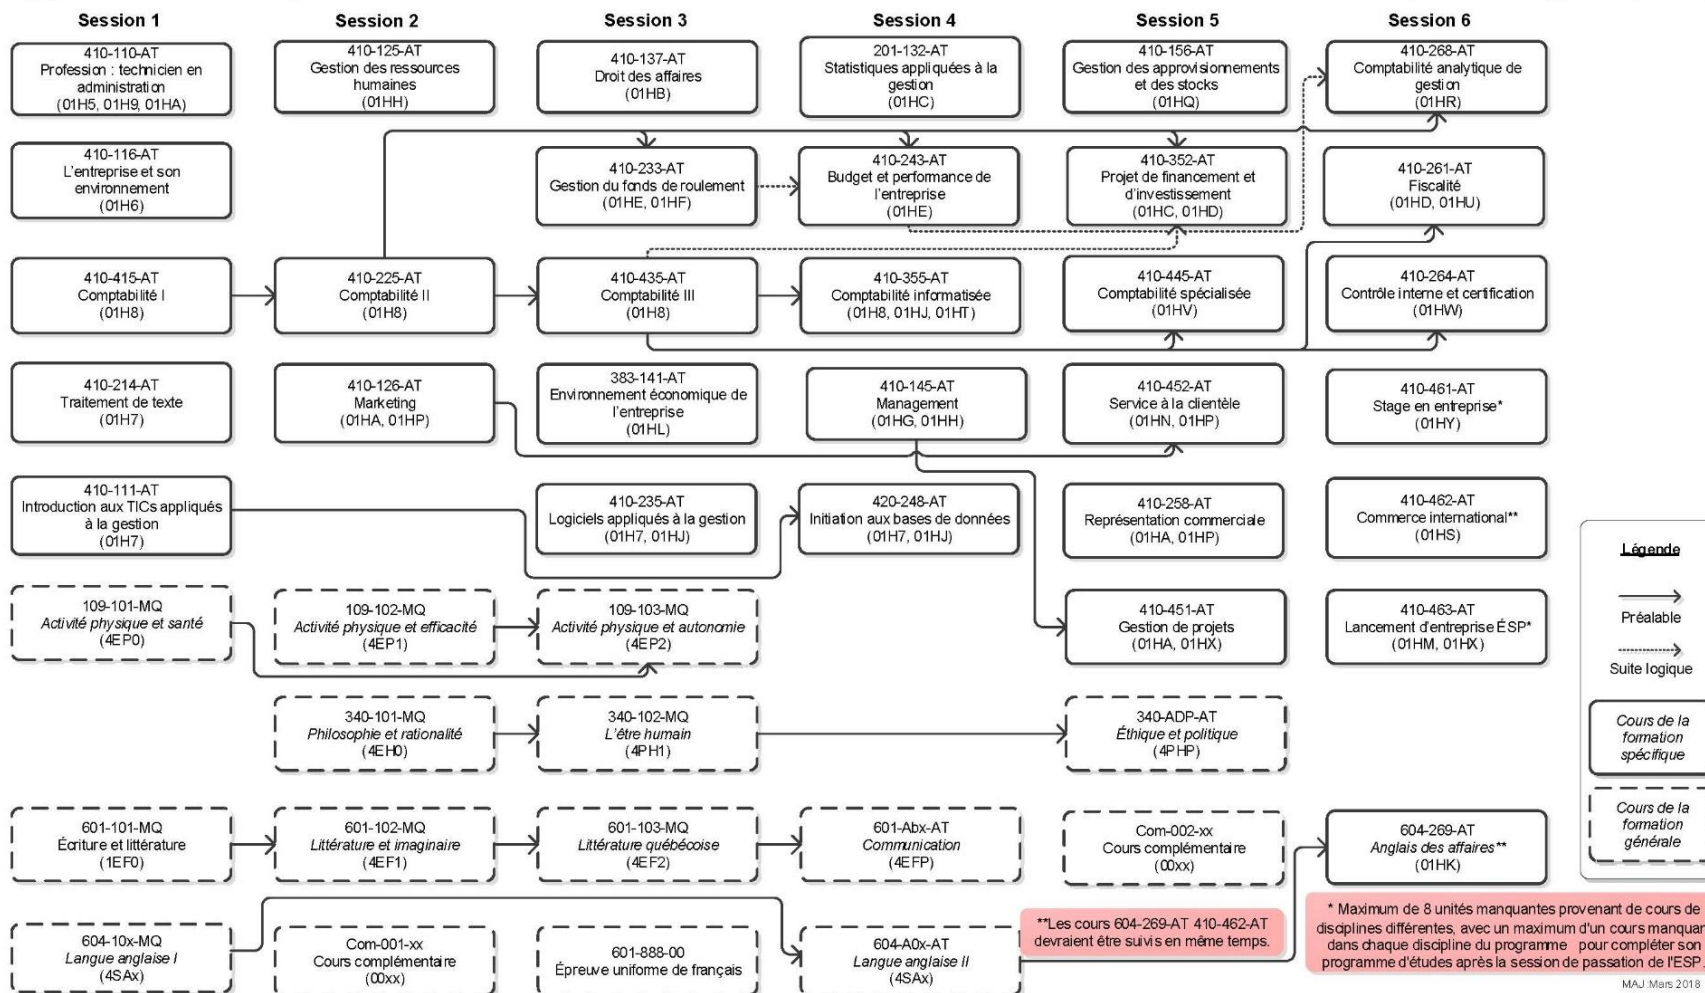 Session 1
Session 2
Session 3
Session 4
Session 5
Session 6
410-110-AT
Profession : technicien en
administration
(01H5, 01H9, 01HA)
410-125-AT
Gestion des ressources
humaines
(01HH)
410-137-AT
Droit des affaires
(01HB)
201-132-AT
Statistiques appliquées à la
gestion
(01HC)
410-156-AT
Gestion des approvisionnements
et des stocks
(01HQ)
410-268-AT
Comptabilité analytique de
gestion
(01HR)
410-116-AT
L'entreprise et son
environnement
(01H6)
410-233-AT
Gestion du fonds de roulement
(01HE, 01HF)
410-243-AT
Budget et performance de
l'entreprise
(01HE)
410-352-AT
Projet de financement et
d'investissement
(01HC, 01HD)
410-261-AT
Fiscalité
(01HD, 01HU)
410-415-AT
Comptabilité I
(01H8)
410-225-AT
Comptabilité II
(01H8)
410-435-AT
Comptabilité III
(01H8)
410-355-AT
Comptabilité informatisée
(01H8, 01HJ, 01HT)
410-445-AT
Comptabilité spécialisée
(01HV)
410-264-AT
Contrôle interne et certification
(01HW)
410-214-AT
Traitement de texte
(01H7)
410-126-AT
Marketing
(01HA, 01HP)
383-141-AT
Environnement économique de
l'entreprise
(01HL)
410-145-AT
Management
(01HG, 01HH)
410-452-AT
Service à la clientèle
(01HN, 01HP)
410-461-AT
Stage en entreprise*
(01HY)
410-111-AT
Introduction aux TICs appliqués
à la gestion
(01H7)
410-235-AT
Logiciels appliqués à la gestion
(01H7, 01HJ)
420-248-AT
Initiation aux bases de données
(01H7, 01HJ)
410-258-AT
Représentation commerciale
(01HA, 01HP)
410-462-AT
Commerce international**
(01HS)
109-101-MQ
Activité physique et santé
(4EP0)
109-102-MQ
Activité physique et efficacité
(4EP1)
109-103-MQ
Activité physique et autonomie
(4EP2)
410-451-AT
Gestion de projets
(01HA, 01HX)
410-463-AT
Lancement d'entreprise ÉSP*
(01HM, 01HX)
340-101-MQ
Philosophie et rationalité
(4EH0)
340-102-MQ
L'être humain
(4PH1)
340-ADP-AT
Éthique et politique
(4PHP)
601-101-MQ
Écriture et littérature
(1EF0)
601-102-MQ
Littérature et imaginaire
(4EF1)
601-103-MQ
Littérature québécoise
(4EF2)
601-Abx-AT
Communication
(4EFP)
Com-002-xx
Cours complémentaire
(00xx)
604-269-AT
Anglais des affaires**
(01HK)
604-10x-MQ
Langue anglaise I
(4SAx)
Com-001-xx
Cours complémentaire
(00xx)
601-888-00
Épreuve uniforme de français
604-A0x-AT
Langue anglaise II
(4SAx)
**Les cours 604-269-AT 410-462-AT
devraient être suivis en même temps.
* Maximum de 8 unités manquantes provenant de cours de
disciplines différentes, avec un maximum d'un cours manquan
dans chaque discipline du programme pour compléter son
programme d'études après la session de passation de l'ESP.
Légende
Préalable
Suite logique
Cours de la
formation
spécifique
Cours de la
formation
générale
MAJ :Mars 2018